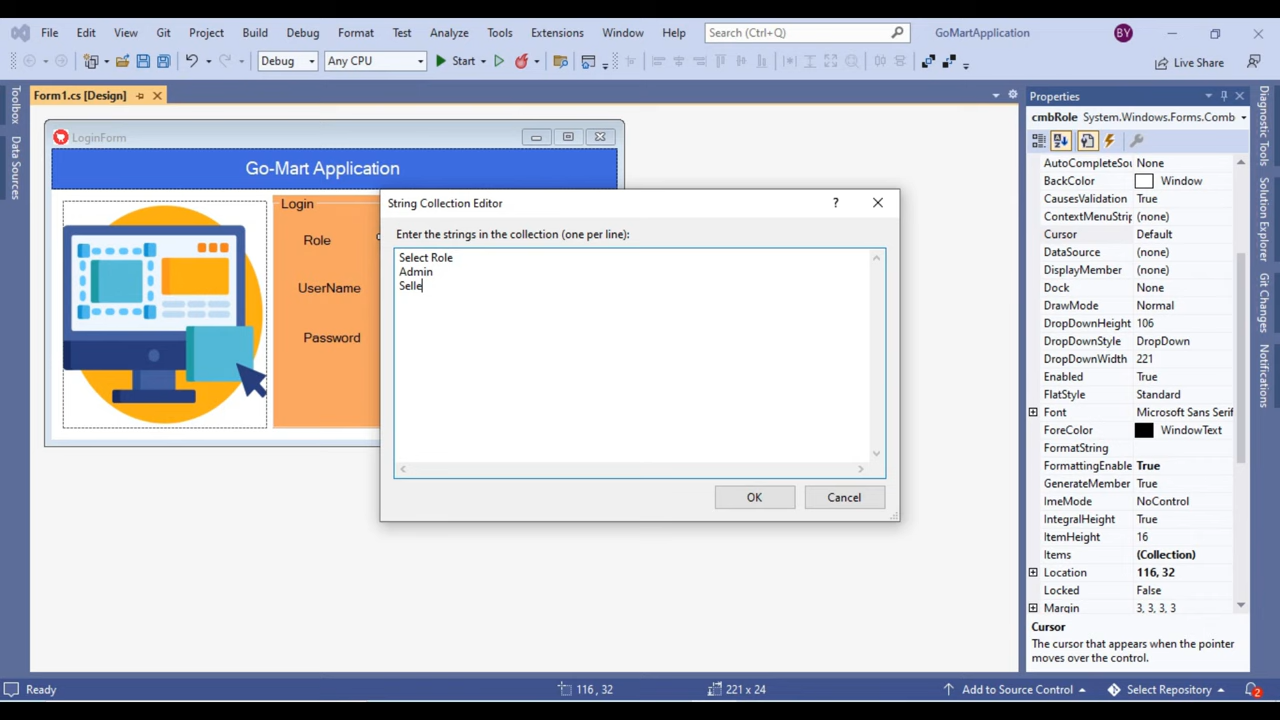 File Edit View Git Project Build Debug Format Test Analyze Tools Extensions Window Help Search (Ctrl+Q) GoMartApplication BY
Debug Any CPU Start Live Share
Toolbox
Data Sources
Form1.cs [Design]
LoginForm
Go-Mart Application
Login
Role
UserName
Password
String Collection Editor ?
Enter the strings in the collection (one per line):
Select Role
Admin
Selle
OK Cancel
Properties
cmbRole System.Windows.Forms.Comb
AutoCompleteSou None
BackColor Window
CausesValidation True
ContextMenuStrip (none)
Cursor Default
DataSource (none)
DisplayMember (none)
Dock None
DrawMode Normal
DropDownHeight 106
DropDownStyle DropDown
DropDownWidth 221
Enabled True
FlatStyle Standard
Font Microsoft Sans Serif
ForeColor WindowText
FormatString
FormattingEnable True
GenerateMember True
ImeMode NoControl
IntegralHeight True
ItemHeight 16
Items (Collection)
Location 116, 32
Locked False
Margin 3, 3, 3, 3
Cursor
The cursor that appears when the pointer
moves over the control.
Diagnostic Tools
Solution Explorer
Git Changes
Notifications
Ready 116 , 32 221 x 24 Add to Source Control Select Repository 2